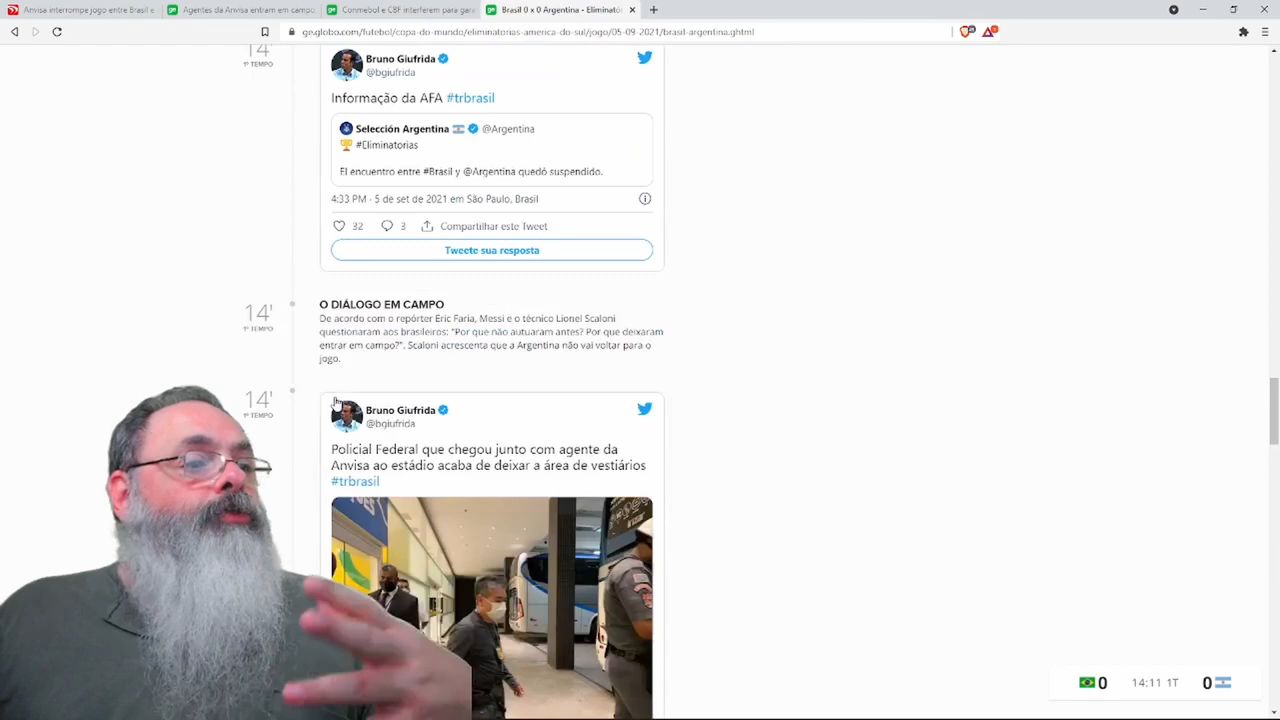 Anvisa interrompe jogo entre Brasil e
Agentes da Anvisa entram em campo,
Conmebol e CBF interferem para gara
Brasil 0 x 0 Argentina - Eliminató
ge.globo.com/futebol/copa-do-mundo/eliminatorias-america-do-sul/jogo/05-09-2021/brasil-argentina.ghtml
14'
1º TEMPO
Bruno Giufrida
@bgiufrida
Informação da AFA #trbrasil
Selección Argentina @Argentina
#Eliminatorias
El encuentro entre #Brasil y @Argentina quedó suspendido.
4:33 PM · 5 de set de 2021 em São Paulo, Brasil
32 3 Compartilhar este Tweet
Tweete sua resposta
14'
1º TEMPO
O DIÁLOGO EM CAMPO
De acordo com o repórter Eric Faria, Messi e o técnico Lionel Scaloni
questionaram aos brasileiros: "Por que não autuaram antes? Por que deixaram
entrar em campo?". Scaloni acrescenta que a Argentina não vai voltar para o
jogo.
14'
1º TEMPO
Bruno Giufrida
@bgiufrida
Policial Federal que chegou junto com agente da
Anvisa ao estádio acaba de deixar a área de vestiários
#trbrasil
0 14:11 1T 0